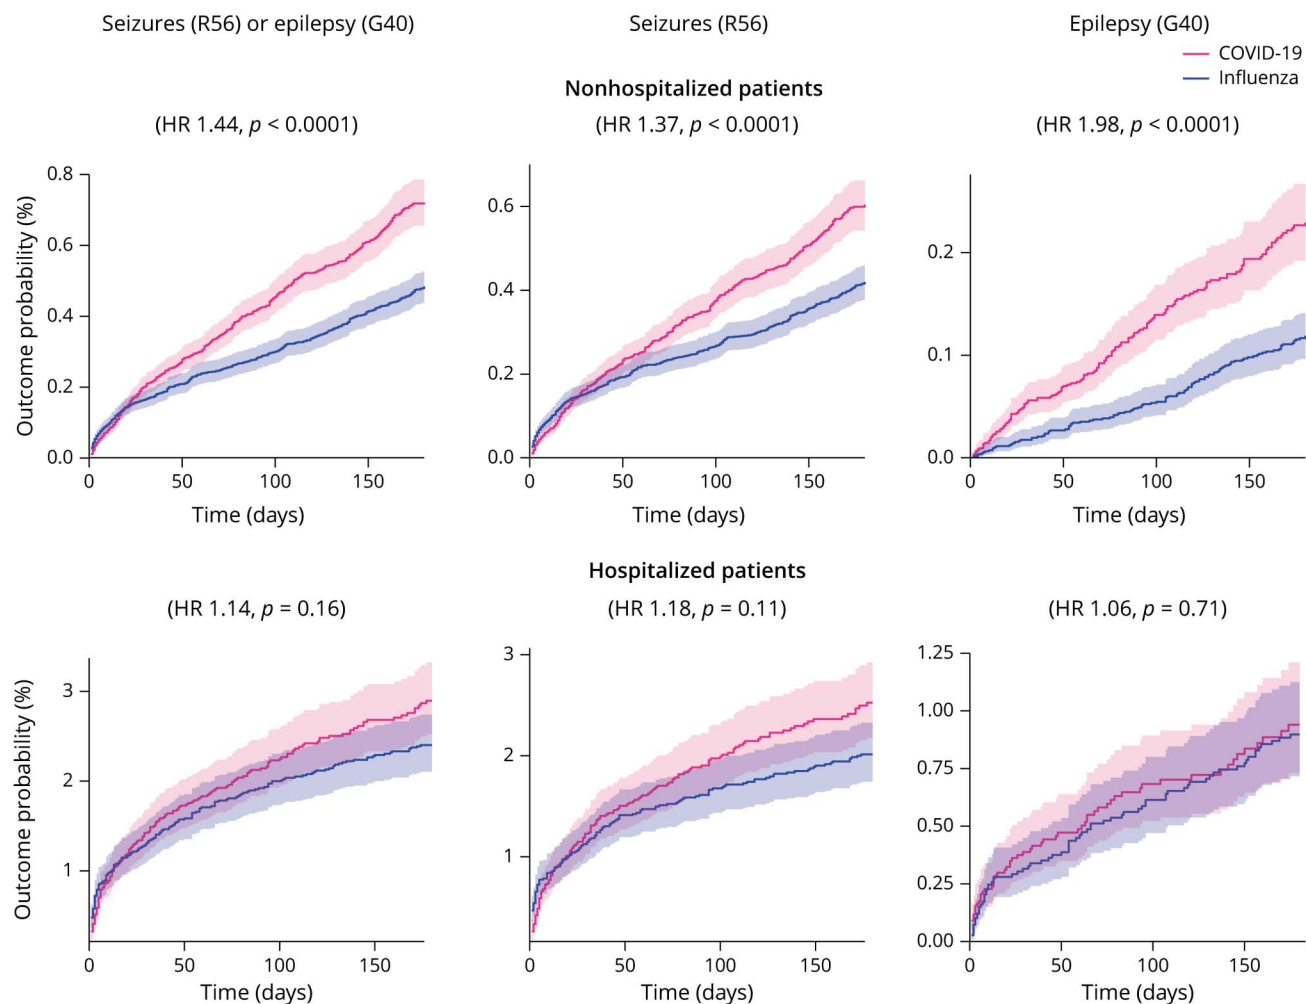 Seizures (R56) or epilepsy (G40)
Seizures (R56)
Epilepsy (G40)
COVID-19
Influenza
Nonhospitalized patients
(HR 1.44, p < 0.0001)
(HR 1.37, p < 0.0001)
(HR 1.98, p < 0.0001)
Outcome probability (%)
0.8
0.6
0.4
0.2
0.0
0 50 100 150
Time (days)
0.6
0.4
0.2
0.0
0 50 100 150
Time (days)
0.2
0.1
0.0
0 50 100 150
Time (days)
Hospitalized patients
(HR 1.14, p = 0.16)
(HR 1.18, p = 0.11)
(HR 1.06, p = 0.71)
Outcome probability (%)
3
2
1
0 50 100 150
Time (days)
3
2
1
0 50 100 150
Time (days)
1.25
1.00
0.75
0.50
0.25
0.00
0 50 100 150
Time (days)